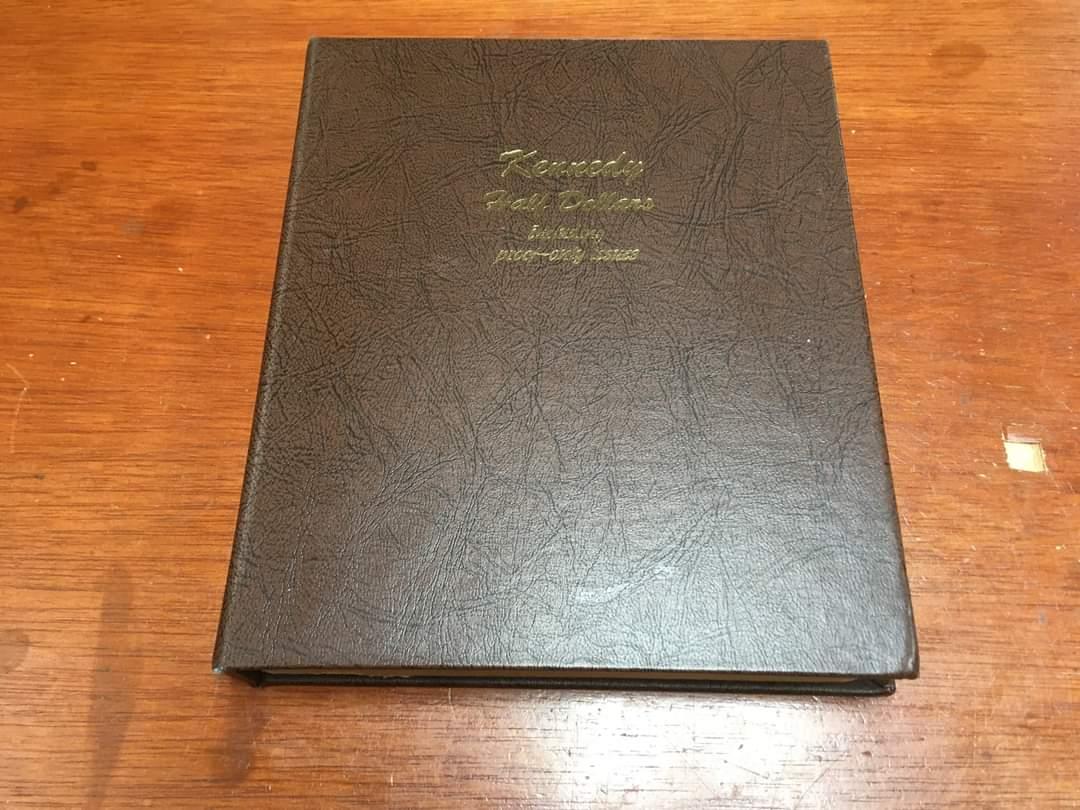 Kennedy
Half Dollars
Including
proof-only issues